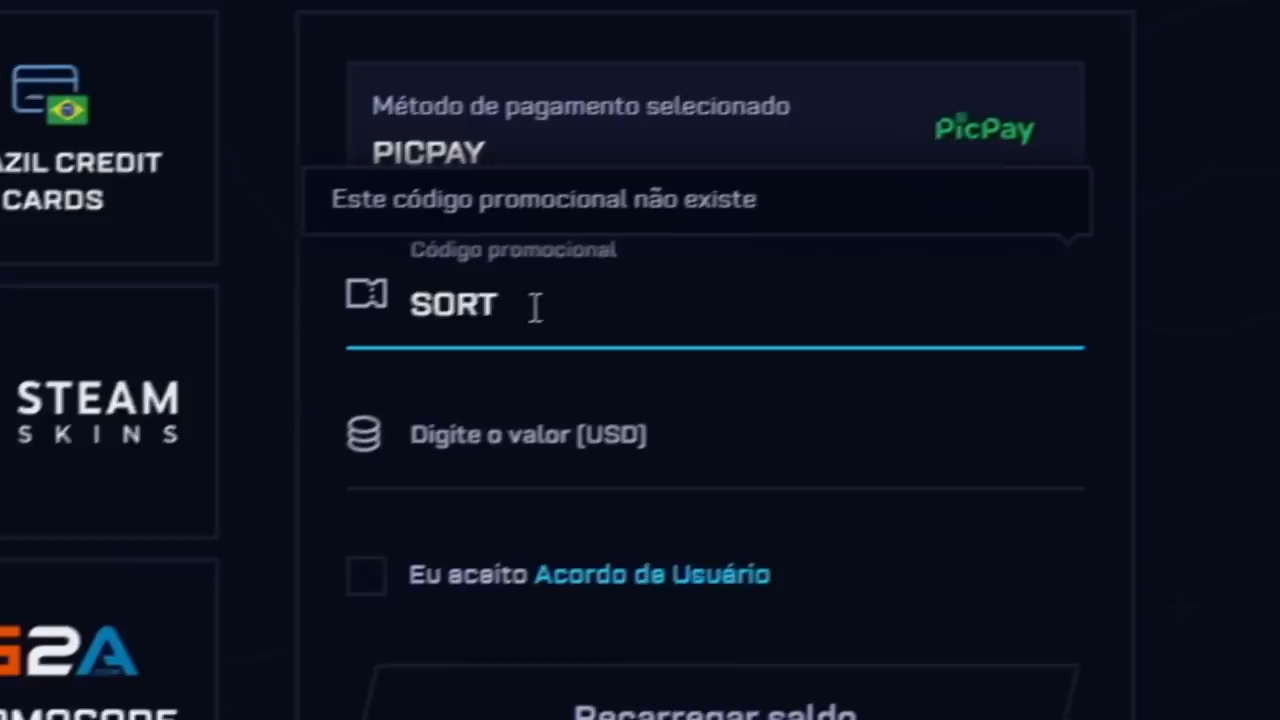 CREDIT
CARDS
STEAM
SKINS
G2A
Método de pagamento selecionado
PicPay
PICPAY
Este código promocional não existe
Código promocional
SORT
Digite o valor (USD)
Eu aceito Acordo de Usuário
Recarregar saldo